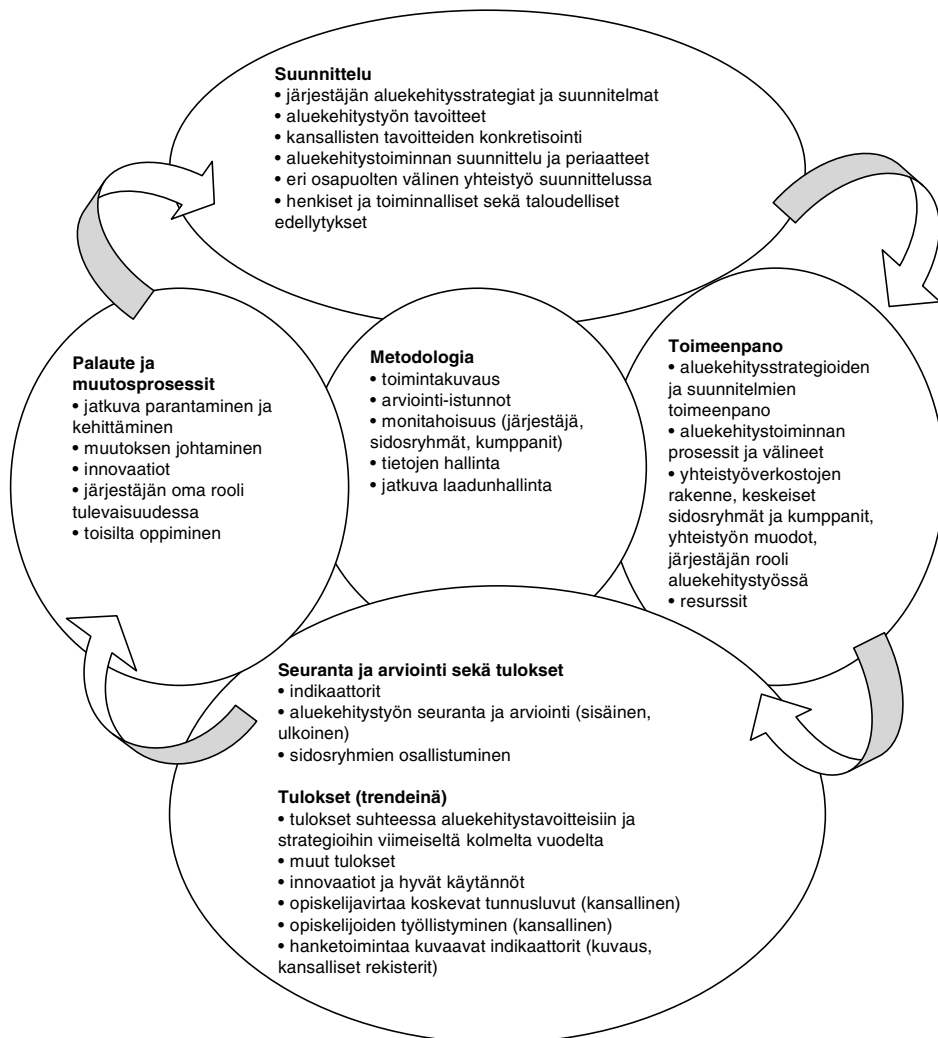 Suunnittelu
• järjestäjän aluekehitysstrategiat ja suunnitelmat
• aluekehitystyön tavoitteet
• kansallisten tavoitteiden konkretisointi
• aluekehitystoiminnan suunnittelu ja periaatteet
• eri osapuolten välinen yhteistyö suunnittelussa
• henkiset ja toiminnalliset sekä taloudelliset
edellytykset
Palaute ja
muutosprosessit
• jatkuva parantaminen ja
kehittäminen
• muutoksen johtaminen
• innovaatiot
• järjestäjän oma rooli
tulevaisuudessa
• toisilta oppiminen
Metodologia
• toimintakuvaus
• arviointi-istunnot
• monitahoisuus (järjestäjä,
sidosryhmät, kumppanit)
• tietojen hallinta
• jatkuva laadunhallinta
Toimeenpano
• aluekehitysstrategioiden
ja suunnitelmien
toimeenpano
• aluekehitystoiminnan
prosessit ja välineet
• yhteistyöverkostojen
rakenne, keskeiset
sidosryhmät ja kumppanit,
yhteistyön muodot,
järjestäjän rooli
aluekehitystyössä
• resurssit
Seuranta ja arviointi sekä tulokset
• indikaattorit
• aluekehitystyön seuranta ja arviointi (sisäinen,
ulkoinen)
• sidosryhmien osallistuminen
Tulokset (trendeinä)
• tulokset suhteessa aluekehitystavoitteisiin ja
strategioihin viimeiseltä kolmelta vuodelta
• muut tulokset
• innovaatiot ja hyvät käytännöt
• opiskelijavirtaa koskevat tunnusluvut (kansallinen)
• opiskelijoiden työllistyminen (kansallinen)
• hanketoimintaa kuvaavat indikaattorit (kuvaus,
kansalliset rekisterit)